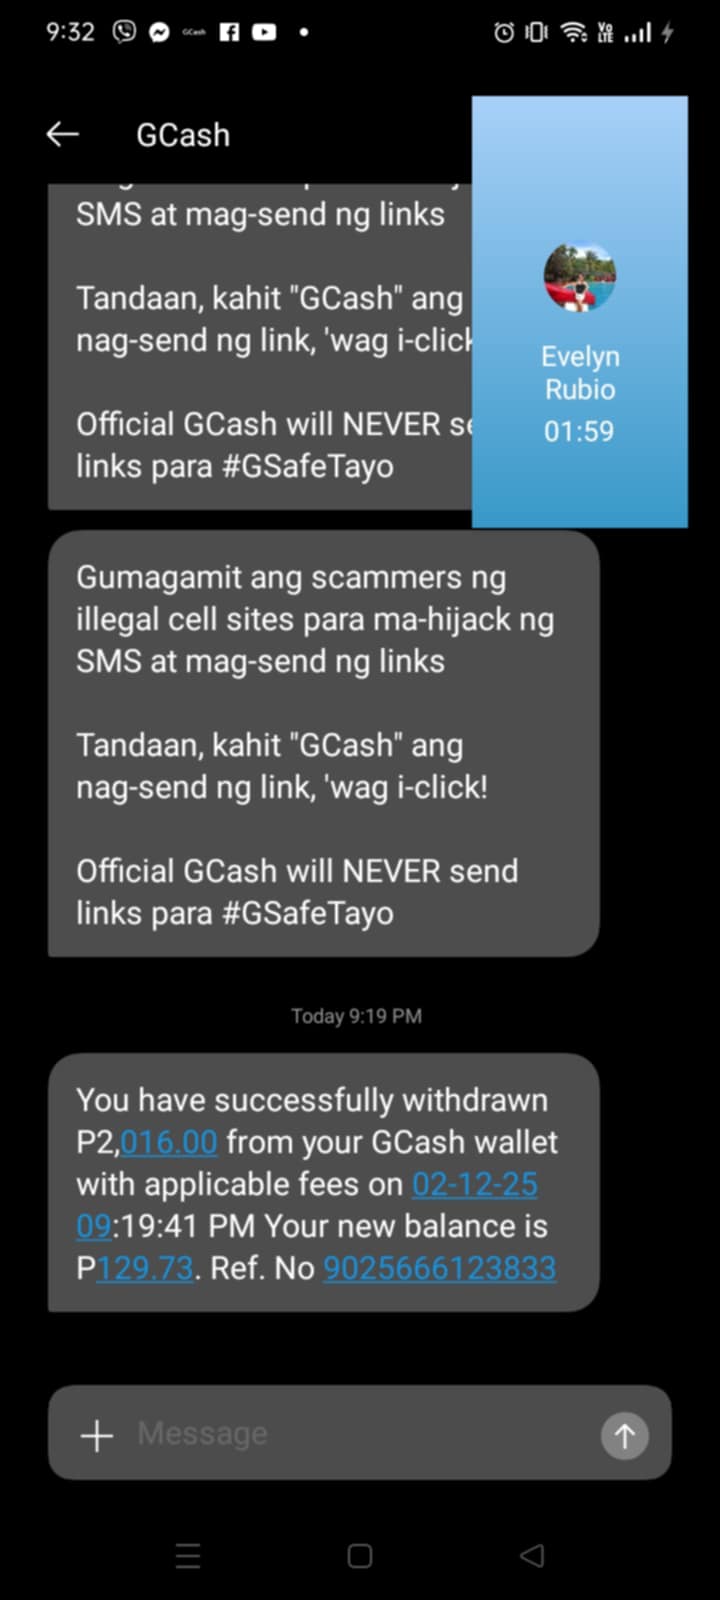 9:32
GCash
VO
LTE
GCash
SMS at mag-send ng links
Tandaan, kahit "GCash" ang
nag-send ng link, 'wag i-click
Official GCash will NEVER se
links para #GSafeTayo
Evelyn
Rubio
01:59
Gumagamit ang scammers ng
illegal cell sites para ma-hijack ng
SMS at mag-send ng links
Tandaan, kahit "GCash" ang
nag-send ng link, 'wag i-click!
Official GCash will NEVER send
links para #GSafeTayo
Today 9:19 PM
You have successfully withdrawn
P2,016.00 from your GCash wallet
with applicable fees on 02-12-25
09:19:41 PM Your new balance is
P129.73. Ref. No 9025666123833
Message